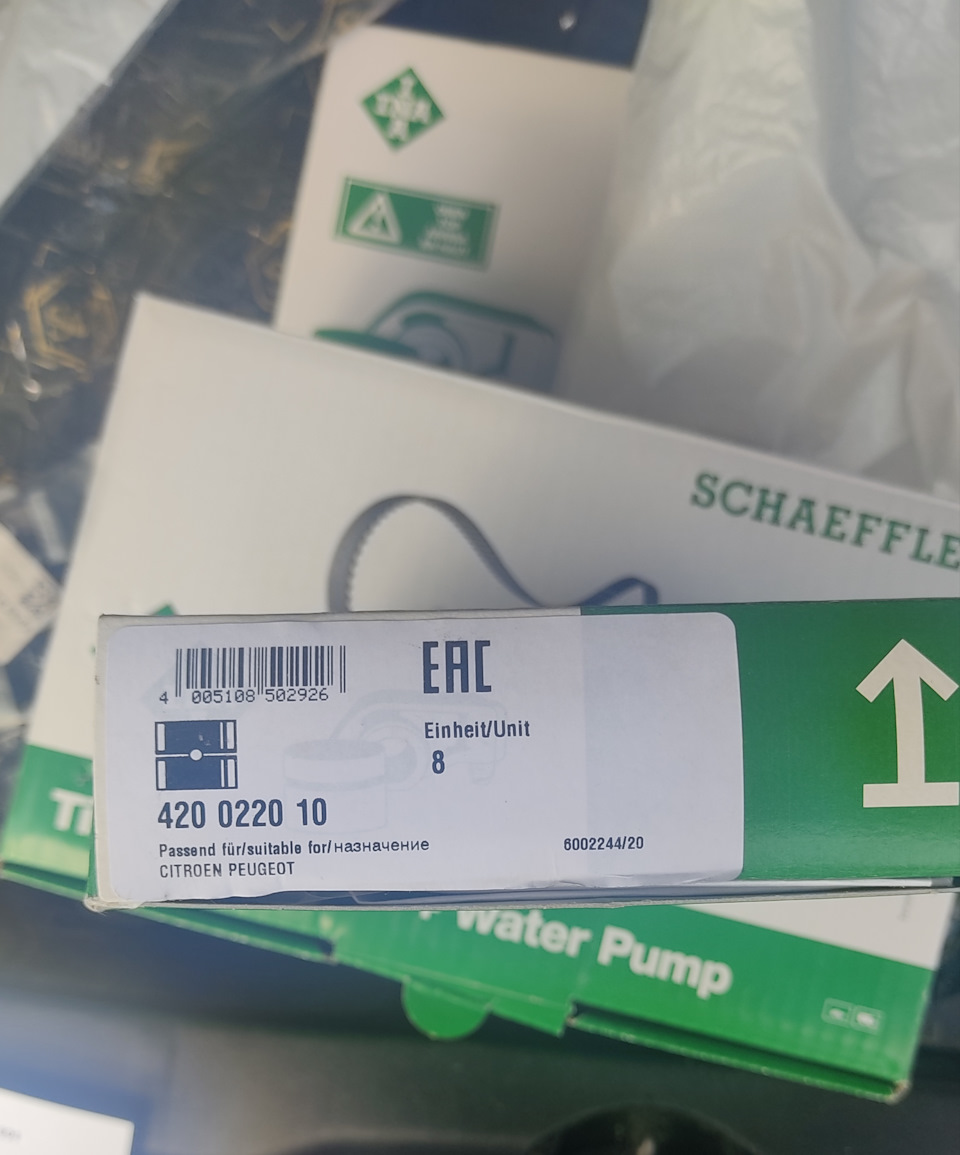 INA
SCHAEFFLE
4 005108 502926
EAC
Einheit/Unit
8
420 0220 10
Passend für/suitable for/назначение
CITROEN PEUGEOT
6002244/20
Water Pump